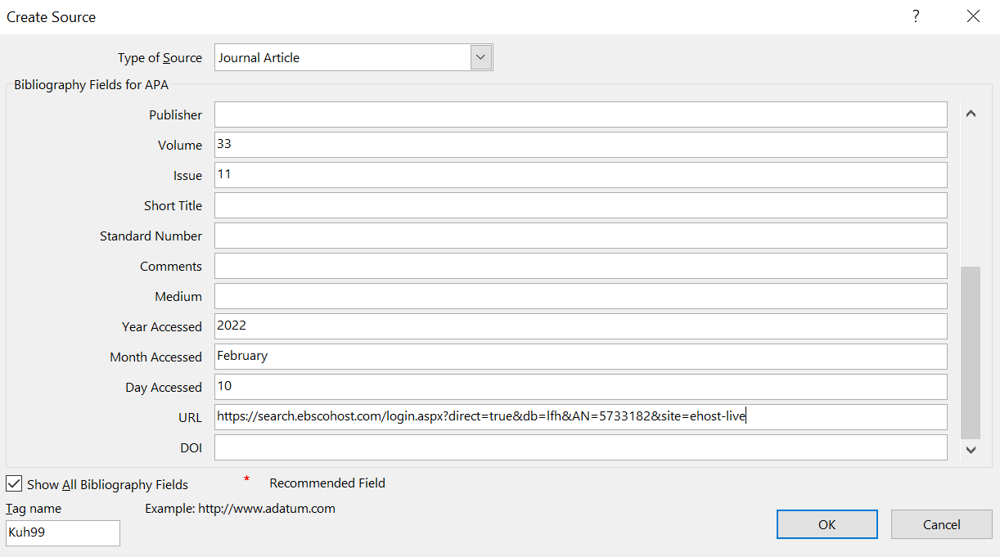 Create Source
?
Type of Source Journal Article
Bibliography Fields for APA
Publisher
Volume 33
Issue 11
Short Title
Standard Number
Comments
Medium
Year Accessed 2022
Month Accessed February
Day Accessed 10
URL https://search.ebscohost.com/login.aspx?direct=true&db=lfh&AN=5733182&site=ehost-live
DOI
Show All Bibliography Fields * Recommended Field
Tag name Example: http://www.adatum.com
Kuh99
OK Cancel